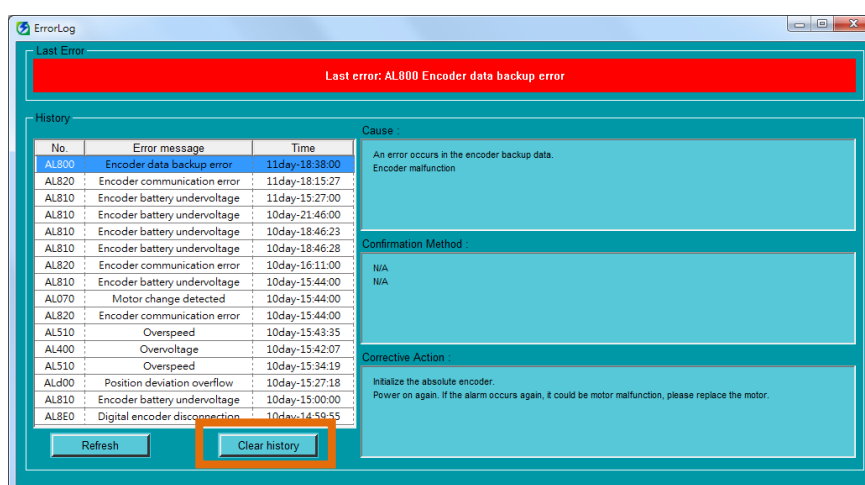 ErrorLog
Last Error
Last error: AL800 Encoder data backup error
History
No. Error message Time
AL800 Encoder data backup error 11day-18:38:00
AL820 Encoder communication error 11day-18:15:27
AL810 Encoder battery undervoltage 11day-15:27:00
AL810 Encoder battery undervoltage 10day-21:46:00
AL810 Encoder battery undervoltage 10day-18:46:23
AL810 Encoder battery undervoltage 10day-18:46:28
AL820 Encoder communication error 10day-16:11:00
AL810 Encoder battery undervoltage 10day-15:44:00
AL070 Motor change detected 10day-15:44:00
AL820 Encoder communication error 10day-15:44:00
AL510 Overspeed 10day-15:43:35
AL400 Overvoltage 10day-15:42:07
AL510 Overspeed 10day-15:34:19
ALd00 Position deviation overflow 10day-15:27:18
AL810 Encoder battery undervoltage 10day-15:00:00
AL8E0 Digital encoder disconnection 10day-14:59:55
Refresh
Clear history
Cause :
An error occurs in the encoder backup data.
Encoder malfunction
Confirmation Method :
N/A
N/A
Corrective Action :
Initialize the absolute encoder.
Power on again. If the alarm occurs again, it could be motor malfunction, please replace the motor.